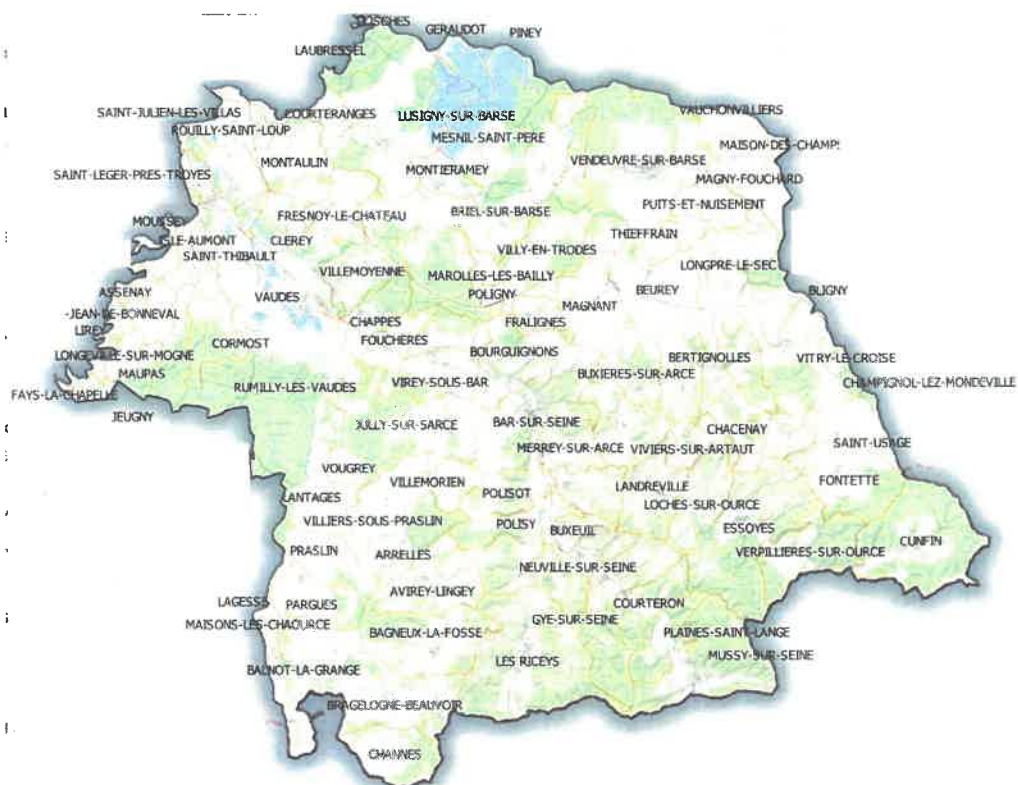 DOSCHES
GERAUDOT
PINEY
LAUBRESSEL
SAINT-JULIEN-LES-VILLAS
COURTERANGES
LUSIGNY-SUR-BARSE
VAUCHONVILLIERS
ROUILLY-SAINT-LOUP
MESNIL-SAINT-PERE
MAISON-DES-CHAMPS
MONTAULIN
MONTIERAMEY
VENDEUVRE-SUR-BARSE
SAINT-LEGER-PRES-TROYES
MAGNY-FOUCHARD
MOUSSEY
FRESNOY-LE-CHATEAU
BRIEL-SUR-BARSE
PUITS-ET-NUISEMENT
ISLE-AUMONT
CLEREY
THIEFFRAIN
SAINT-THIBAULT
VILLY-EN-TRODES
VILLEMOYENNE
MAROLLES-LES-BAILLY
LONGPRE-LE-SEC
ASSENAY
VAUDES
POLIGNY
BEUREY
BLIGNY
-JEAN-DE-BONNEVAL
MAGNANT
LIREY
CHAPPES
FRALIGNES
CORMOST
FOUCHERES
LONGEVILLE-SUR-MOGNE
BOURGUIGNONS
BERTIGNOLLES
VITRY-LE-CROISE
MAUPAS
BUXIERES-SUR-ARCE
FAYS-LA-CHAPELLE
RUMILLY-LES-VAUDES
VIREY-SOUS-BAR
CHAMPIGNOL-LEZ-MONDEVILLE
JEUGNY
JULLY-SUR-SARCE
BAR-SUR-SEINE
CHACENAY
MERREY-SUR-ARCE
VIVIERS-SUR-ARTAUT
SAINT-USAGE
VOUGREY
VILLEMORIEN
LANDREVILLE
FONTETTE
LANTAGES
POLISOT
LOCHES-SUR-OURCE
VILLIERS-SOUS-PRASLIN
POLISY
BUXEUIL
ESSOYES
CUNFIN
PRASLIN
ARRELLES
VERPILLIERES-SUR-OURCE
NEUVILLE-SUR-SEINE
AVIREY-LINGEY
LAGESSE
PARGUES
COURTERON
MAISONS-LES-CHAOURCE
BAGNEUX-LA-FOSSE
GYE-SUR-SEINE
PLAINES-SAINT-LANGE
MUSSY-SUR-SEINE
BALNOT-LA-GRANGE
LES RICEYS
BRAGELOGNE-BEAUVOIR
CHANNES